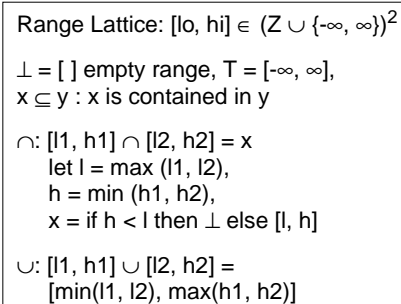 Range Lattice: [lo, hi] ∈ (Z ∪ {-∞, ∞})²
⊥ = [ ] empty range, T = [-∞, ∞],
x ⊆ y : x is contained in y
∩: [l1, h1] ∩ [l2, h2] = x
let l = max (l1, l2),
h = min (h1, h2),
x = if h < l then ⊥ else [l, h]
∪: [l1, h1] ∪ [l2, h2] =
[min(l1, l2), max(h1, h2)]